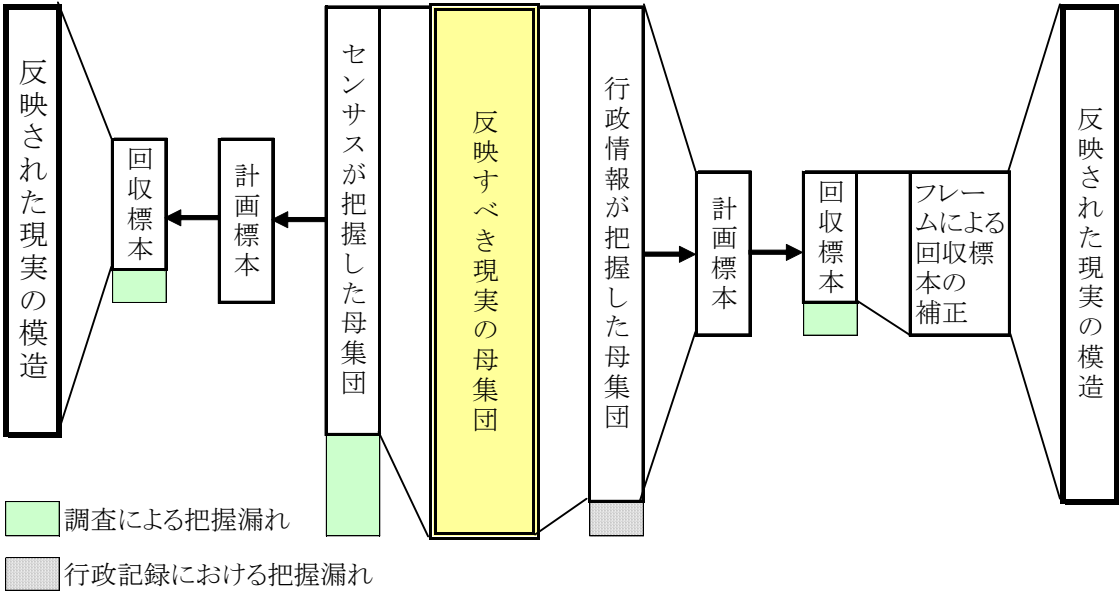 反映された現実の模造
回収標本
計画標本
センサスが把握した母集団
反映すべき現実の母集団
行政情報が把握した母集団
計画標本
回収標本
フレー
ムによる
回収標
本の
補正
反映された現実の模造
調査による把握漏れ
行政記録における把握漏れ